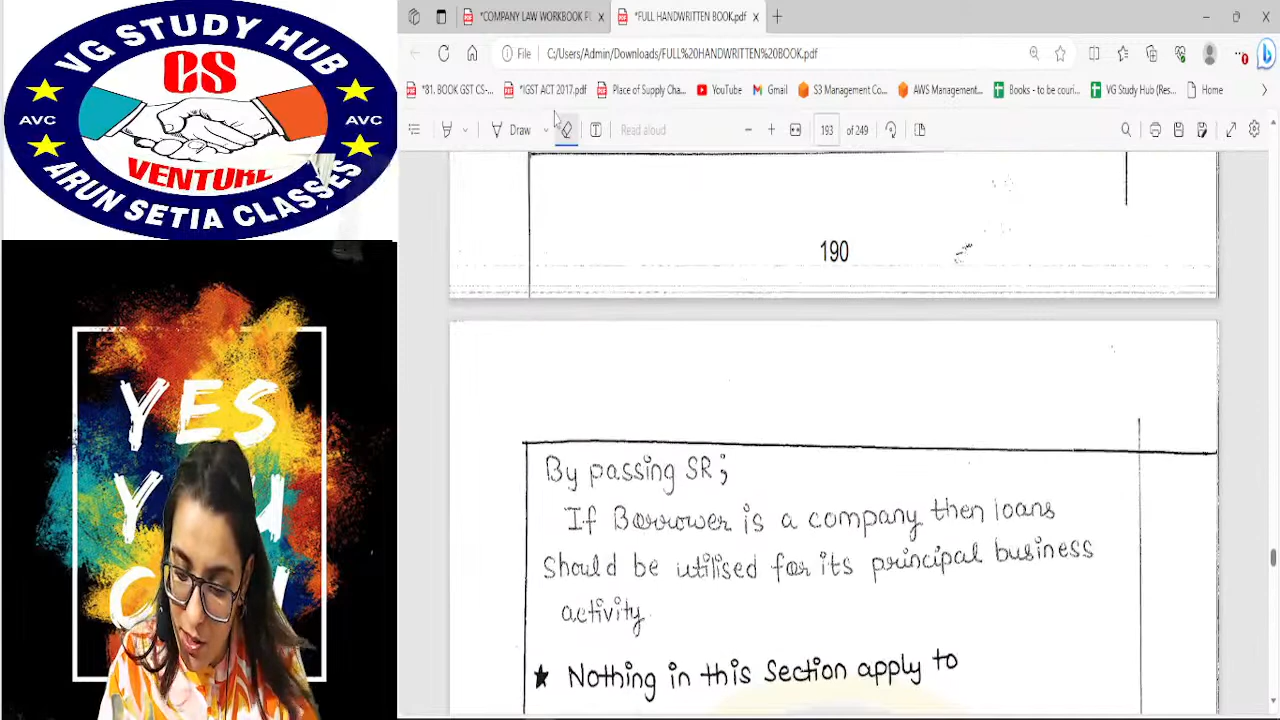 VG STUDY HUB
CS
AVC
AVC
VENTURE
ARUN SETIA CLASSES
YES
Y
*COMPANY LAW WORKBOOK
*FULL HANDWRITTEN BOOK.pdf
File
C:/Users/Admin/Downloads/FULL%20HANDWRITTEN%20BOOK.pdf
*81. BOOK GST CS-...
*IGST ACT 2017.pdf
Place of Supply Cha...
YouTube
Gmail
S3 Management Co...
AWS Management...
Books - to be couri...
VG Study Hub (Res...
Home
Draw
Read aloud
193
of 249
190
By passing SR;
If Borrower is a company then loans
should be utilised for its principal business
activity.
★ Nothing in this Section apply to